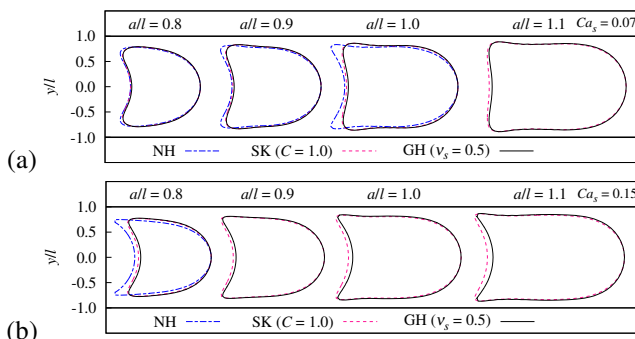 a/l = 0.8 a/l = 0.9 a/l = 1.0 a/l = 1.1 Ca_s = 0.07
1.0
0.5
0.0
-0.5
-1.0
y/l
NH SK (C = 1.0) GH (ν_s = 0.5)
(a)
a/l = 0.8 a/l = 0.9 a/l = 1.0 a/l = 1.1 Ca_s = 0.15
1.0
0.5
0.0
-0.5
-1.0
y/l
NH SK (C = 1.0) GH (ν_s = 0.5)
(b)